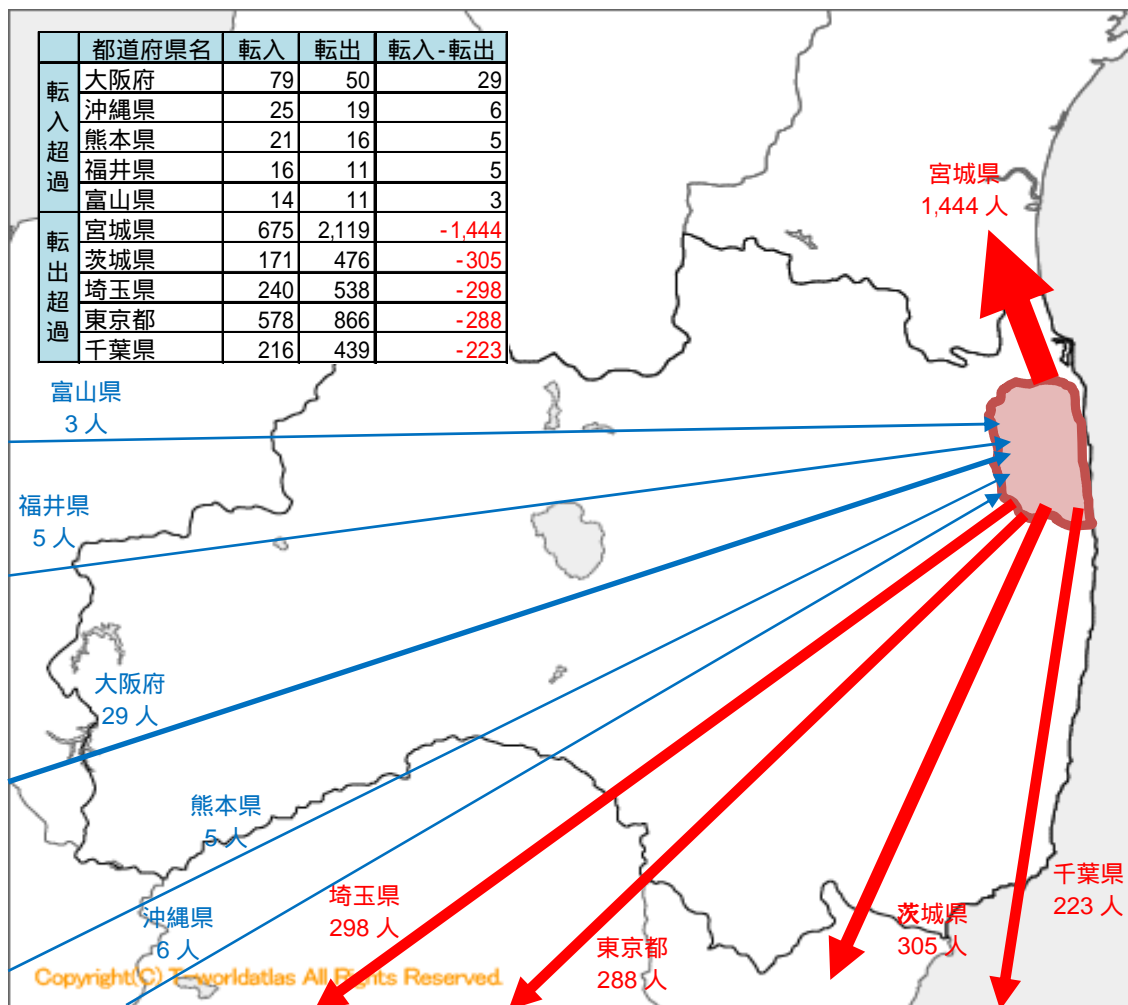 都道府県名 転入 転出 転入-転出
転入超過
大阪府 79 50 29
沖縄県 25 19 6
熊本県 21 16 5
福井県 16 11 5
富山県 14 11 3
転出超過
宮城県 675 2,119 -1,444
茨城県 171 476 -305
埼玉県 240 538 -298
東京都 578 866 -288
千葉県 216 439 -223
宮城県
1,444 人
富山県
3 人
福井県
5 人
大阪府
29 人
熊本県
5 人
沖縄県
6 人
埼玉県
298 人
東京都
288 人
茨城県
305 人
千葉県
223 人
Copyright(C) T-worldatlas All Rights Reserved.